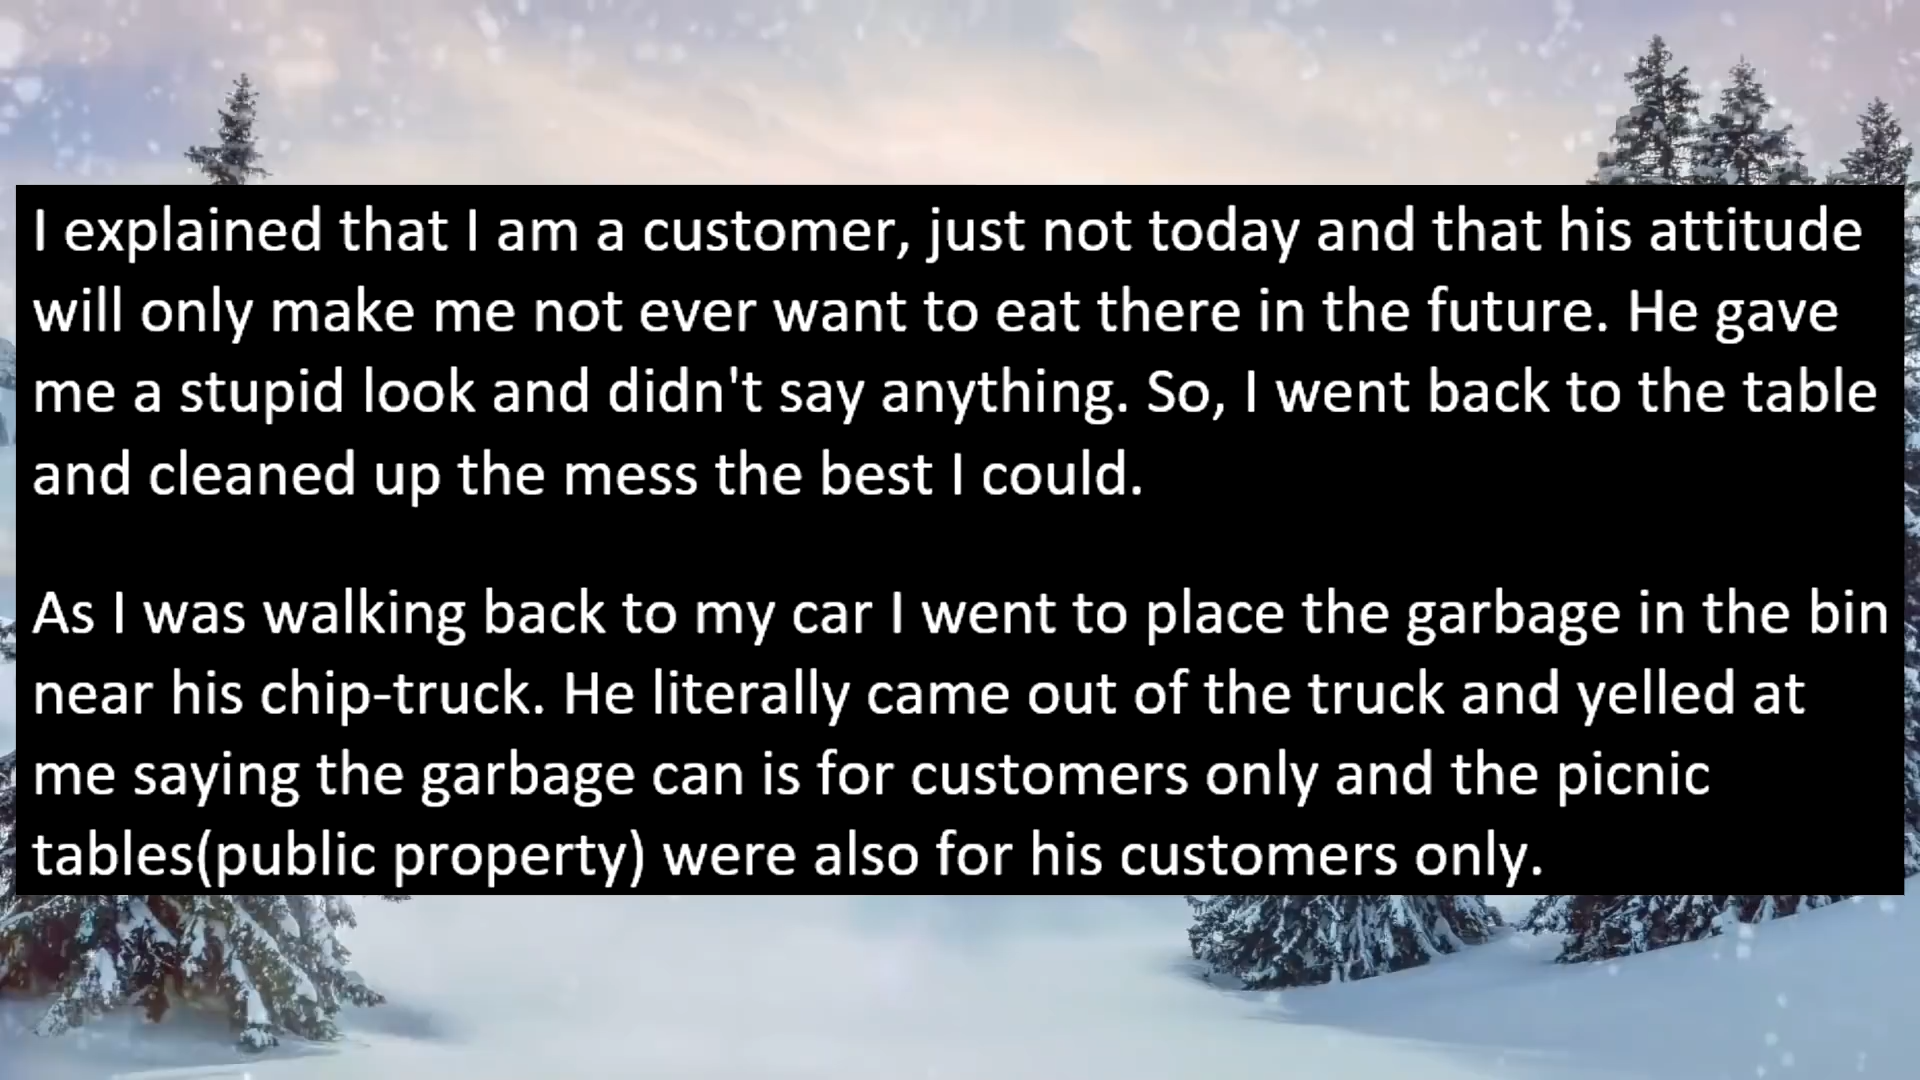 I explained that I am a customer, just not today and that his attitude
will only make me not ever want to eat there in the future. He gave
me a stupid look and didn't say anything. So, I went back to the table
and cleaned up the mess the best I could.
As I was walking back to my car I went to place the garbage in the bin
near his chip-truck. He literally came out of the truck and yelled at
me saying the garbage can is for customers only and the picnic
tables(public property) were also for his customers only.